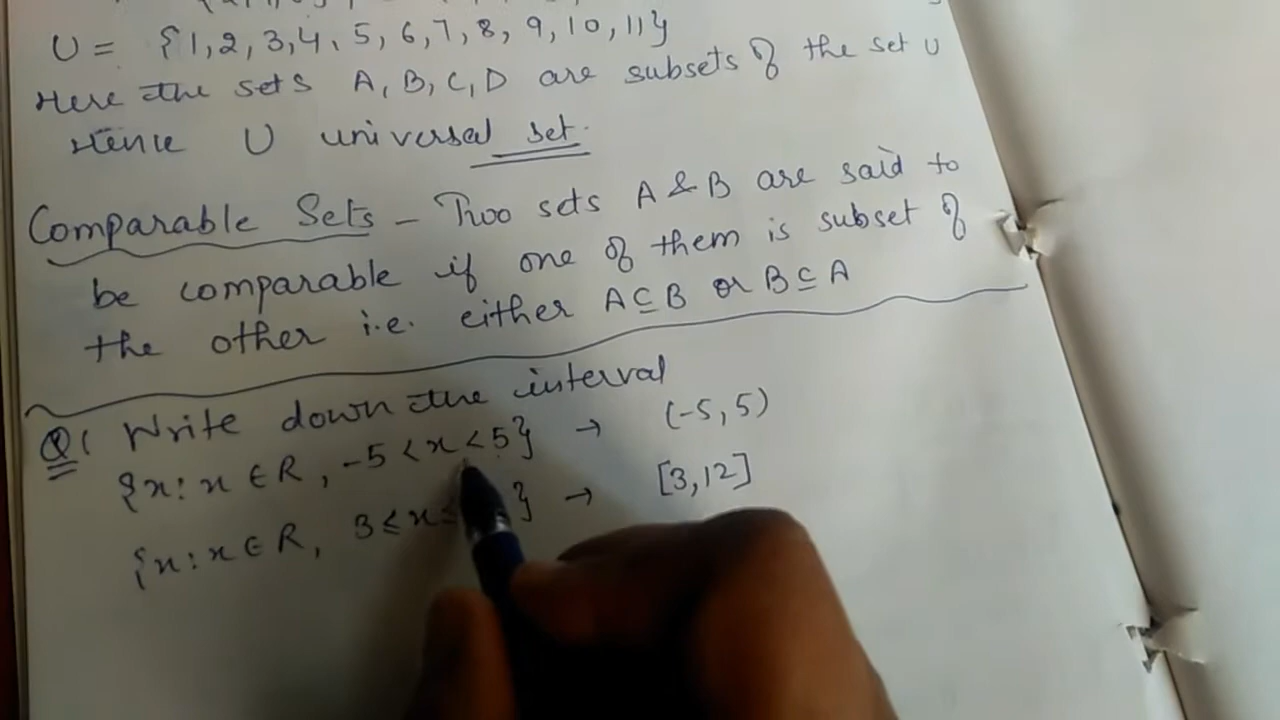 U = {1,2,3,4,5,6,7,8,9,10,11}
Here the sets A, B, C, D are subsets of the set U
Hence U universal set.
Comparable Sets - Two sets A & B are said to
be comparable if one of them is subset of
the other i.e. either A⊆B or B⊆A
Q1 Write down the interval
{x: x ∈ R, -5 < x < 5} → (-5, 5)
{x: x ∈ R, 3 ≤ x ≤ } → [3, 12]